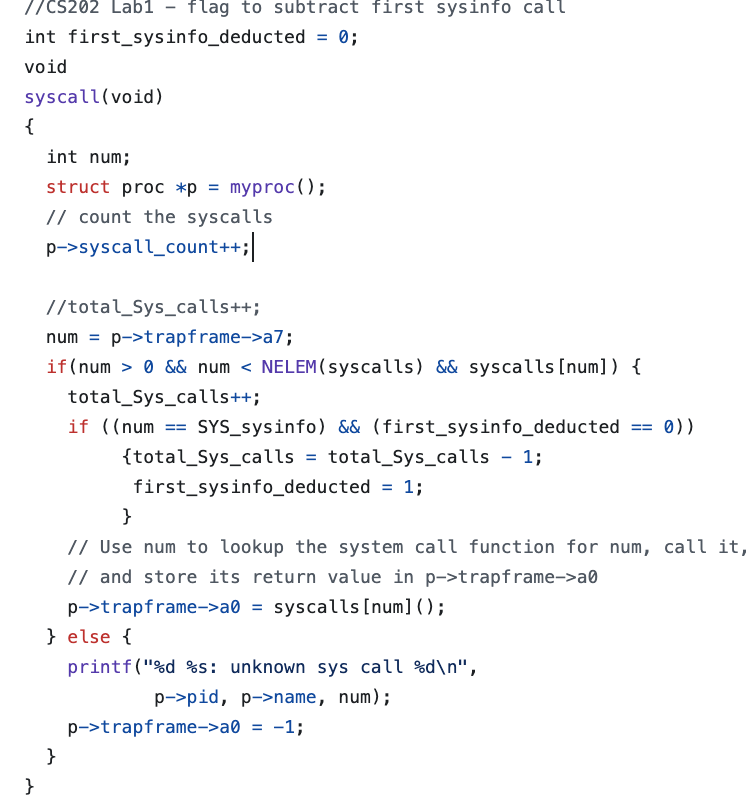 //CS202 Lab1 - flag to subtract first sysinfo call
int first_sysinfo_deducted = 0;
void
syscall(void)
{
  int num;
  struct proc *p = myproc();
  // count the syscalls
  p->syscall_count++;

  //total_Sys_calls++;
  num = p->trapframe->a7;
  if(num > 0 && num < NELEM(syscalls) && syscalls[num]) {
    total_Sys_calls++;
    if ((num == SYS_sysinfo) && (first_sysinfo_deducted == 0))
         {total_Sys_calls = total_Sys_calls - 1;
          first_sysinfo_deducted = 1;
         }
    // Use num to lookup the system call function for num, call it,
    // and store its return value in p->trapframe->a0
    p->trapframe->a0 = syscalls[num]();
  } else {
    printf("%d %s: unknown sys call %d\n",
            p->pid, p->name, num);
    p->trapframe->a0 = -1;
  }
}